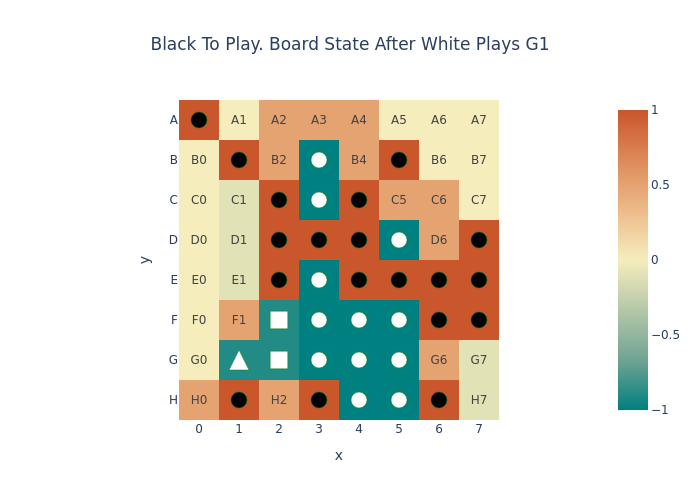 Black To Play. Board State After White Plays G1
A A1 A2 A3 A4 A5 A6 A7
B B0 B2 B4 B6 B7
C C0 C1 C5 C6 C7
D D0 D1 D6
E E0 E1
F F0 F1
G G0 G6 G7
H H0 H2 H7
0 1 2 3 4 5 6 7
x
y
1
0.5
0
−0.5
−1